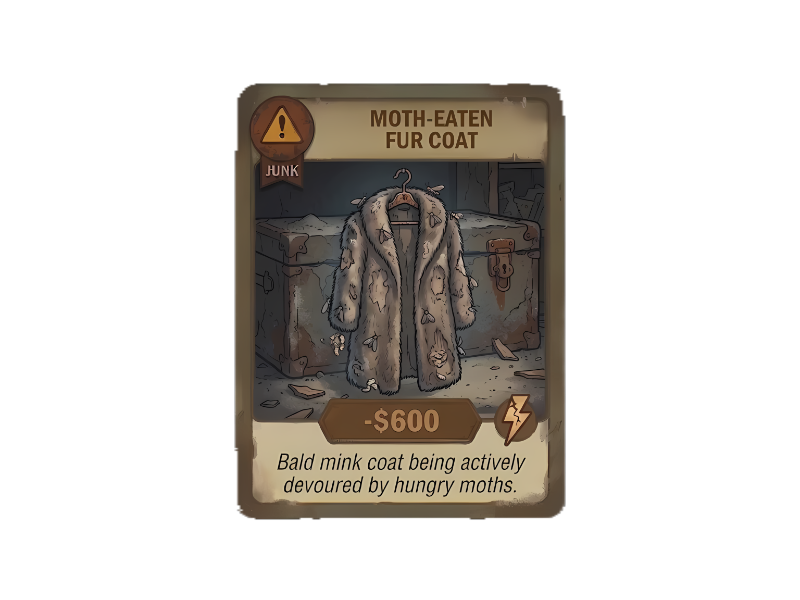 MOTH-EATEN
FUR COAT
JUNK
-$600
Bald mink coat being actively
devoured by hungry moths.